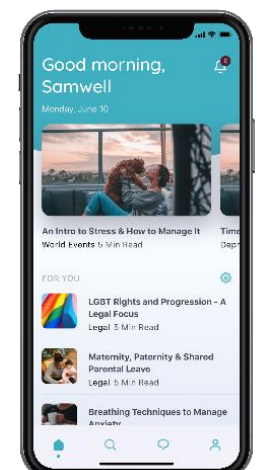 Good morning,
Samwell
Monday, June 10
An Intro to Stress & How to Manage It
World Events 5 Min Read
Time
Depr
FOR YOU
LGBT Rights and Progression - A
Legal Focus
Legal 5 Min Read
Maternity, Paternity & Shared
Parental Leave
Legal 5 Min Read
Breathing Techniques to Manage
Anxiety